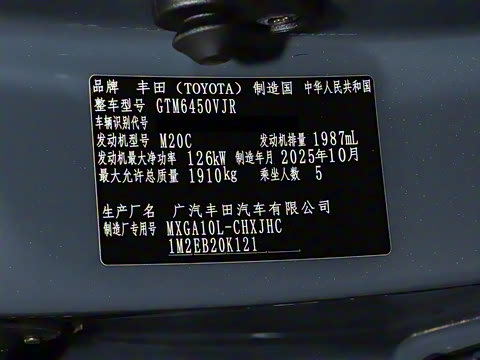 品牌 丰田 (TOYOTA) 制造国 中华人民共和国
整车型号 GTM6450VJR
车辆识别代号
发动机型号 M20C 发动机排量 1987mL
发动机最大净功率 126kW 制造年月 2025年10月
最大允许总质量 1910kg 乘坐人数 5
生产厂名 广汽丰田汽车有限公司
制造厂专用号 MXGA10L-CHXJHC
1M2EB20K121